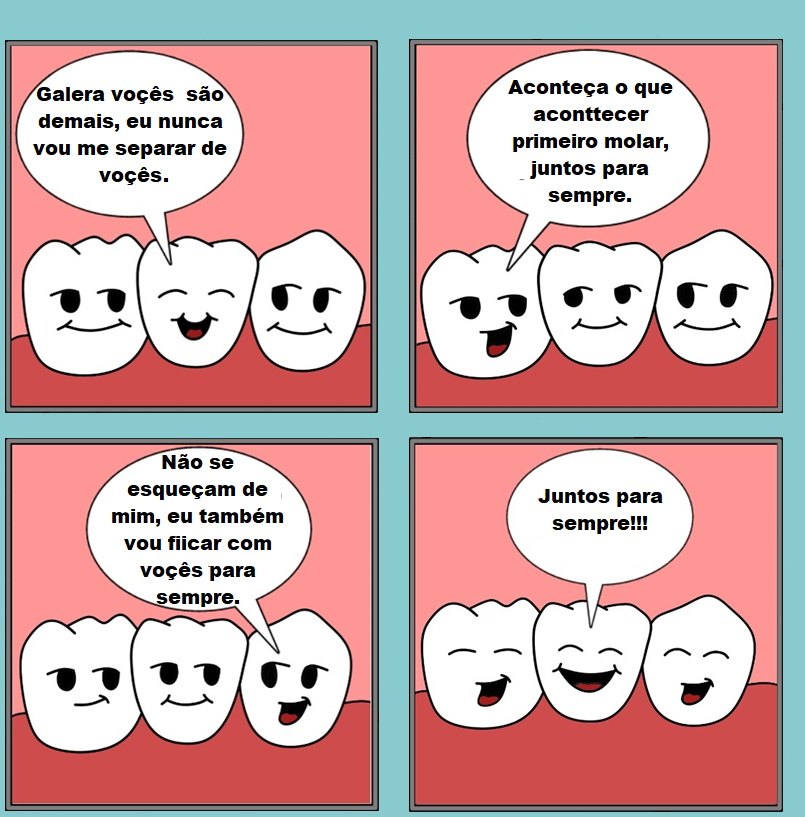 Galera voçês são
demais, eu nunca
vou me separar de
voçês.
Aconteça o que
aconttecer
primeiro molar,
juntos para
sempre.
Não se
esqueçam de
mim, eu também
vou fiicar com
voçês para
sempre.
Juntos para
sempre!!!